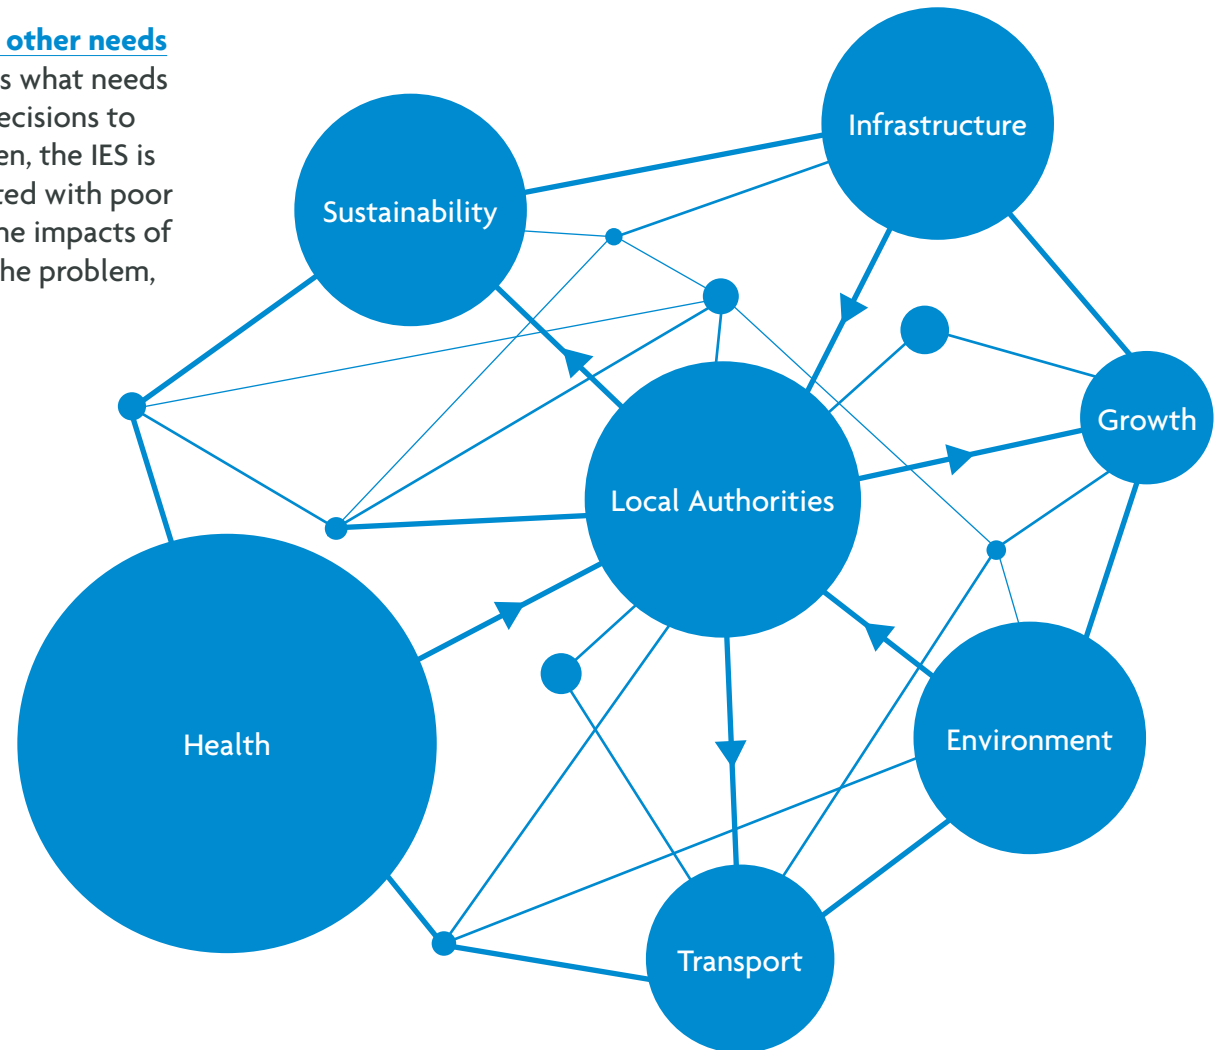 other needs
s what needs
ecisions to
en, the IES is
ted with poor
he impacts of
he problem,
Infrastructure
Sustainability
Growth
Local Authorities
Health
Environment
Transport